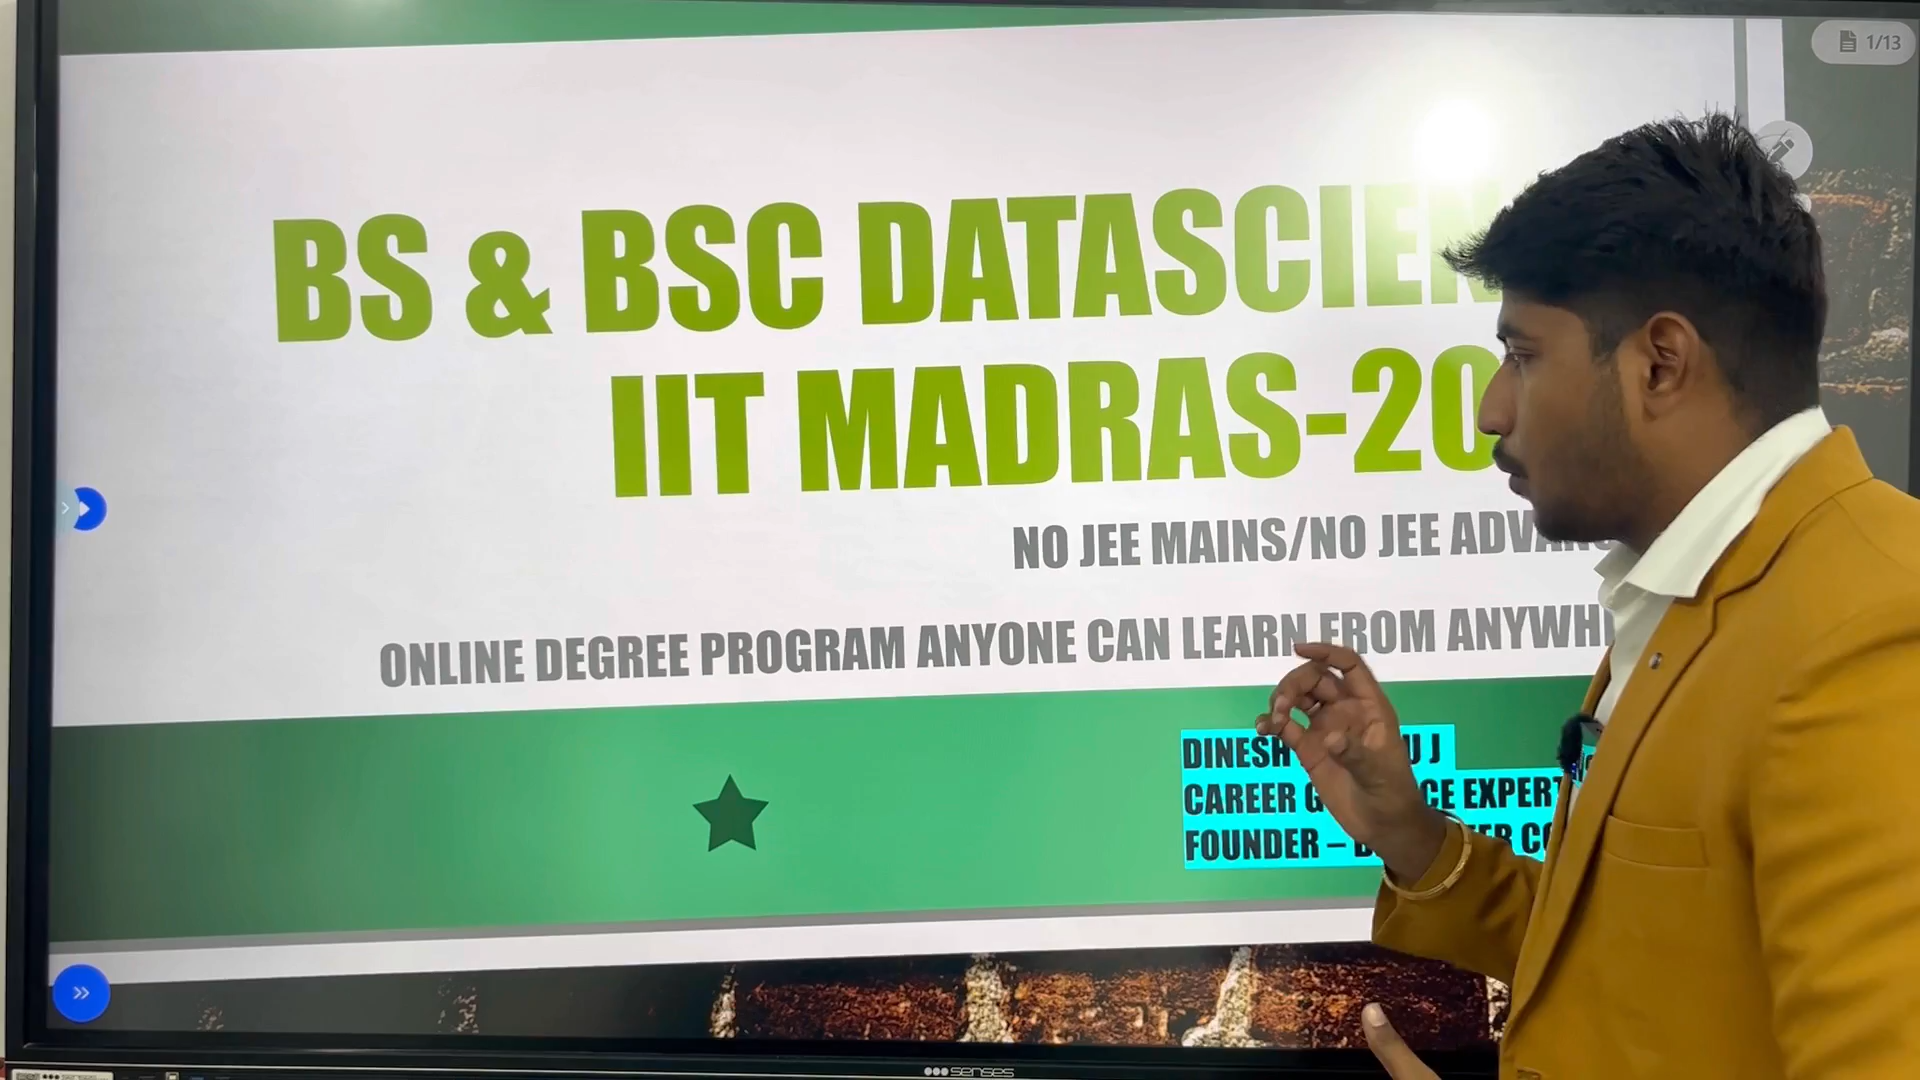 1/13
BS & BSC DATASCIEN
IIT MADRAS-20
NO JEE MAINS/NO JEE ADVANC
ONLINE DEGREE PROGRAM ANYONE CAN LEARN FROM ANYWH
DINESH U J
CAREER G CE EXPERT
FOUNDER –
senses